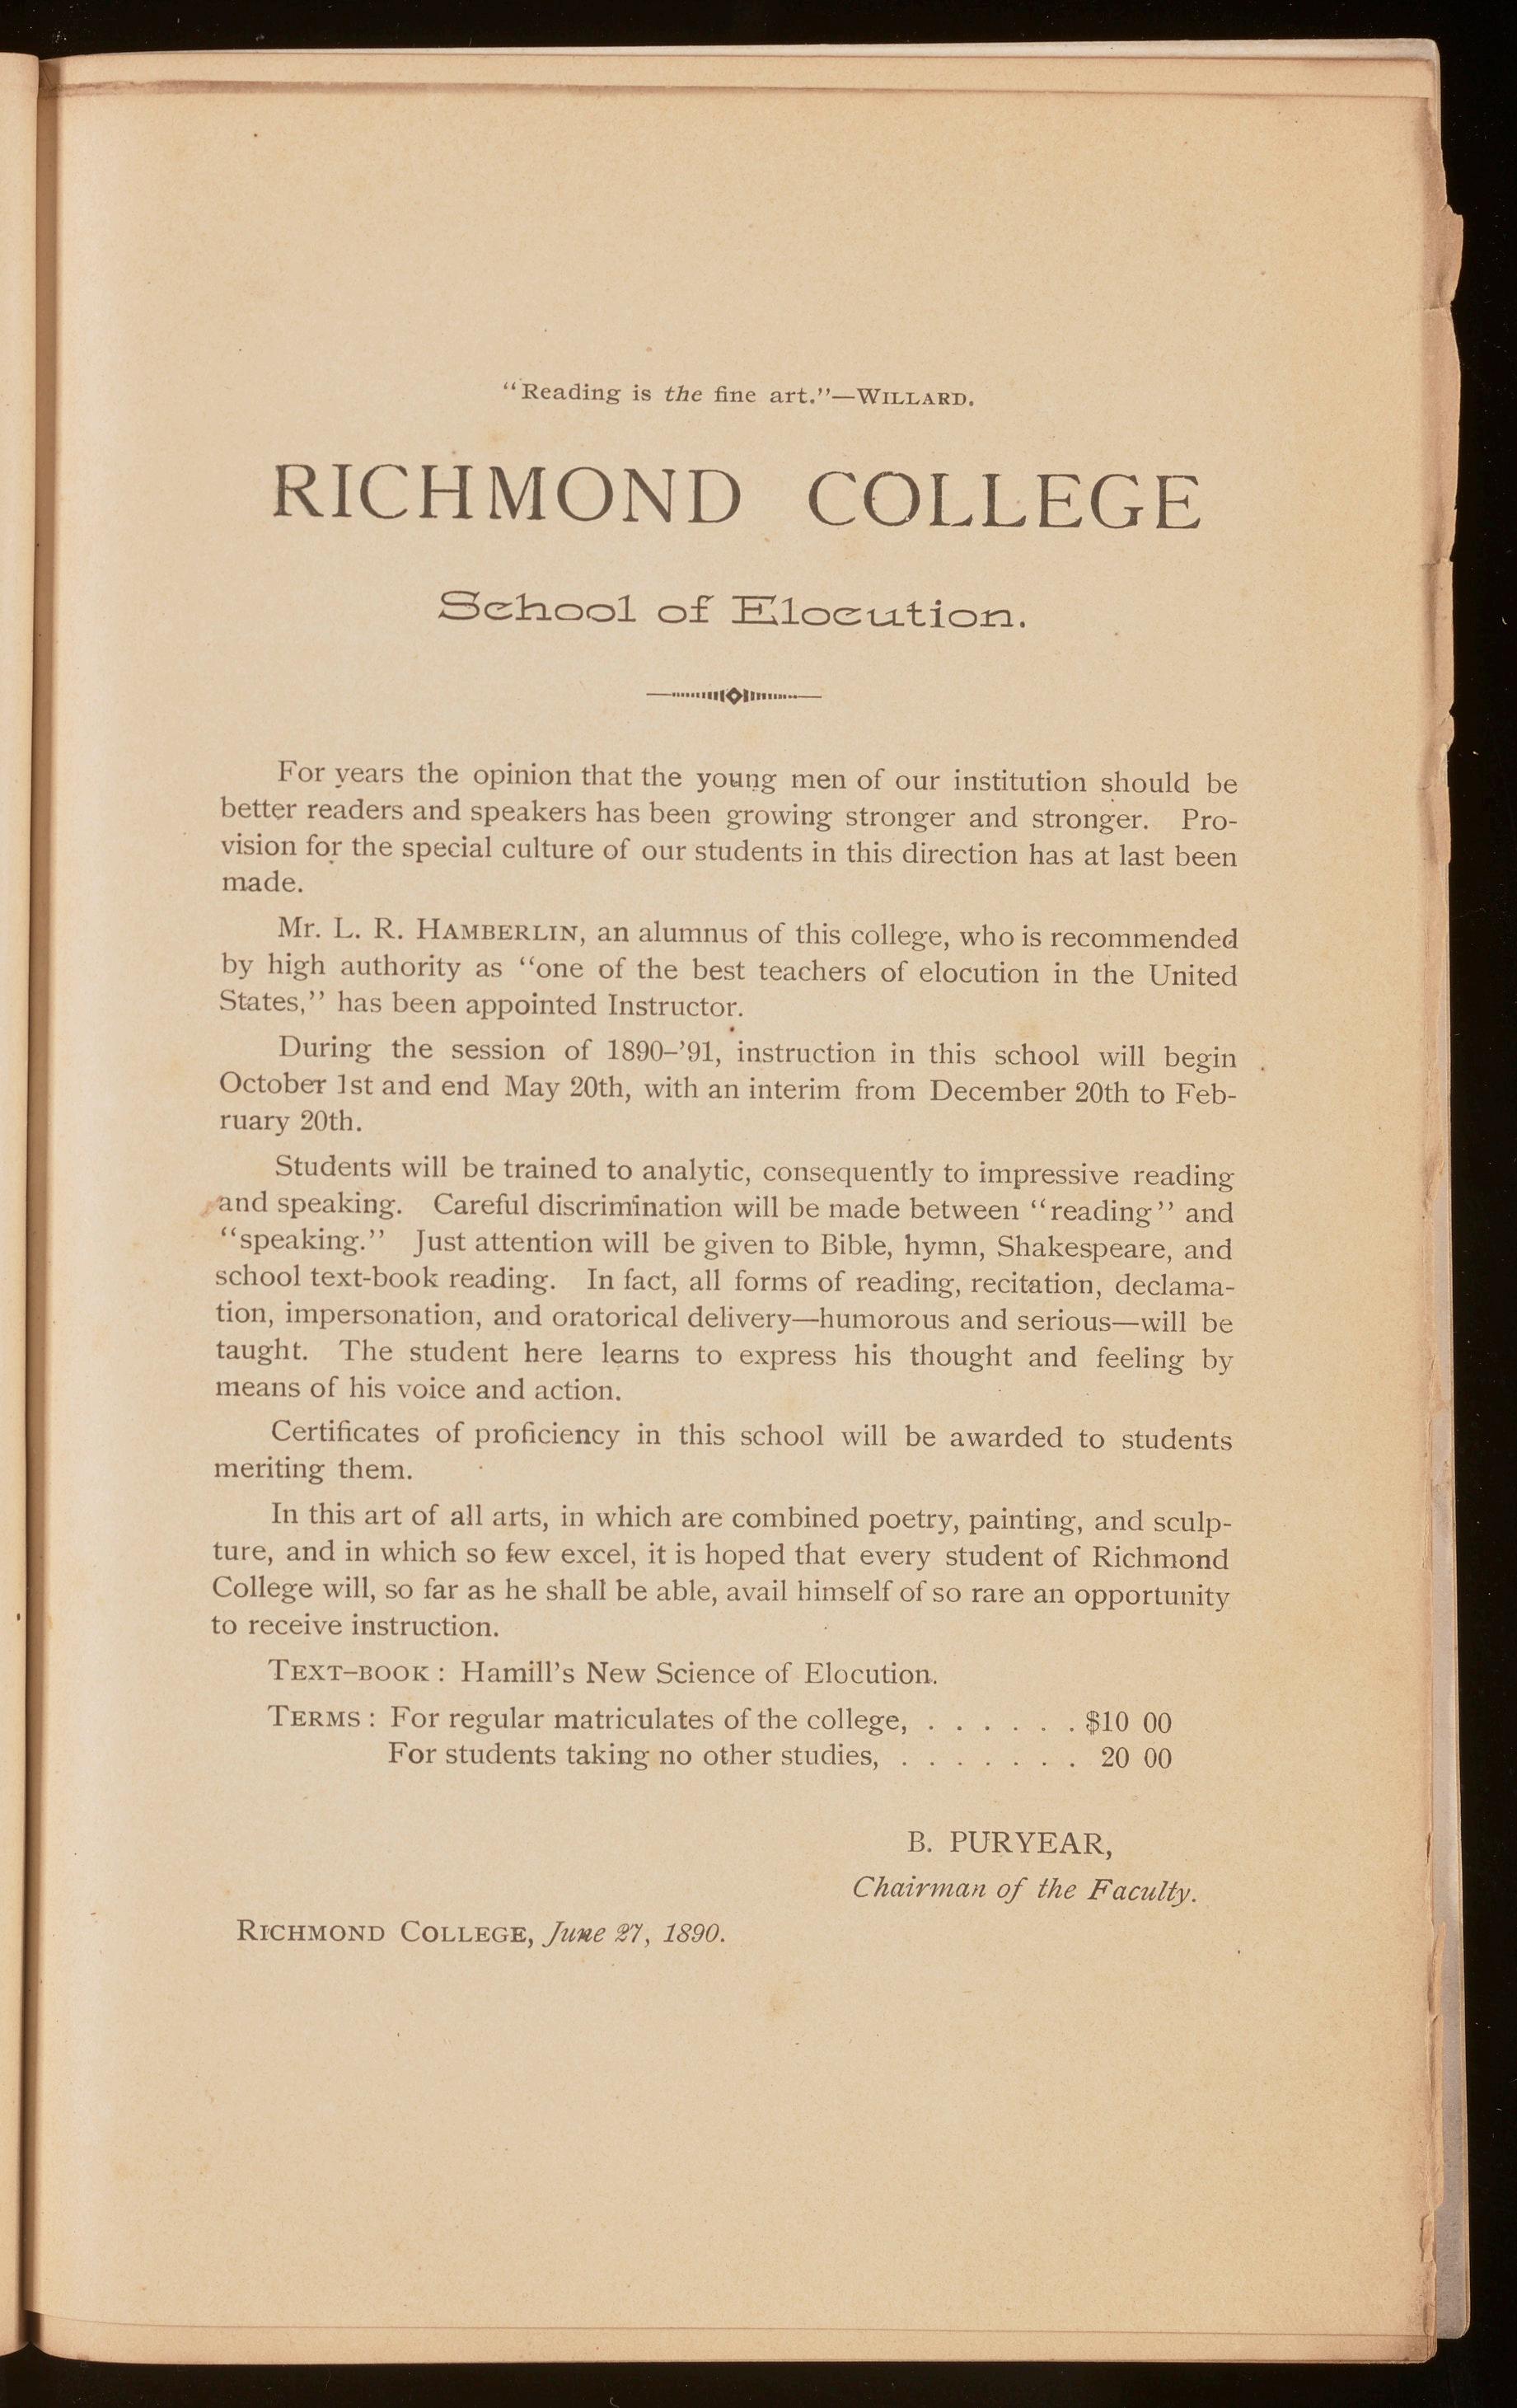 “Reading is the fine art.”—WILLARD.
RICHMOND COLLEGE
School of Elocution.
For years the opinion that the young men of our institution should be
better readers and speakers has been growing stronger and stronger. Pro-
vision for the special culture of our students in this direction has at last been
made.
Mr. L. R. HAMBERLIN, an alumnus of this college, who is recommended
by high authority as “one of the best teachers of elocution in the United
States,” has been appointed Instructor.
During the session of 1890–’91, instruction in this school will begin
October 1st and end May 20th, with an interim from December 20th to Feb-
ruary 20th.
Students will be trained to analytic, consequently to impressive reading
and speaking. Careful discrimination will be made between “reading” and
“speaking.” Just attention will be given to Bible, hymn, Shakespeare, and
school text-book reading. In fact, all forms of reading, recitation, declama-
tion, impersonation, and oratorical delivery—humorous and serious—will be
taught. The student here learns to express his thought and feeling by
means of his voice and action.
Certificates of proficiency in this school will be awarded to students
meriting them.
In this art of all arts, in which are combined poetry, painting, and sculp-
ture, and in which so few excel, it is hoped that every student of Richmond
College will, so far as he shall be able, avail himself of so rare an opportunity
to receive instruction.
TEXT–BOOK : Hamill’s New Science of Elocution.
TERMS : For regular matriculates of the college, . . . . . . $10 00
For students taking no other studies, . . . . . . . 20 00
B. PURYEAR,
Chairman of the Faculty.
RICHMOND COLLEGE, June 27, 1890.